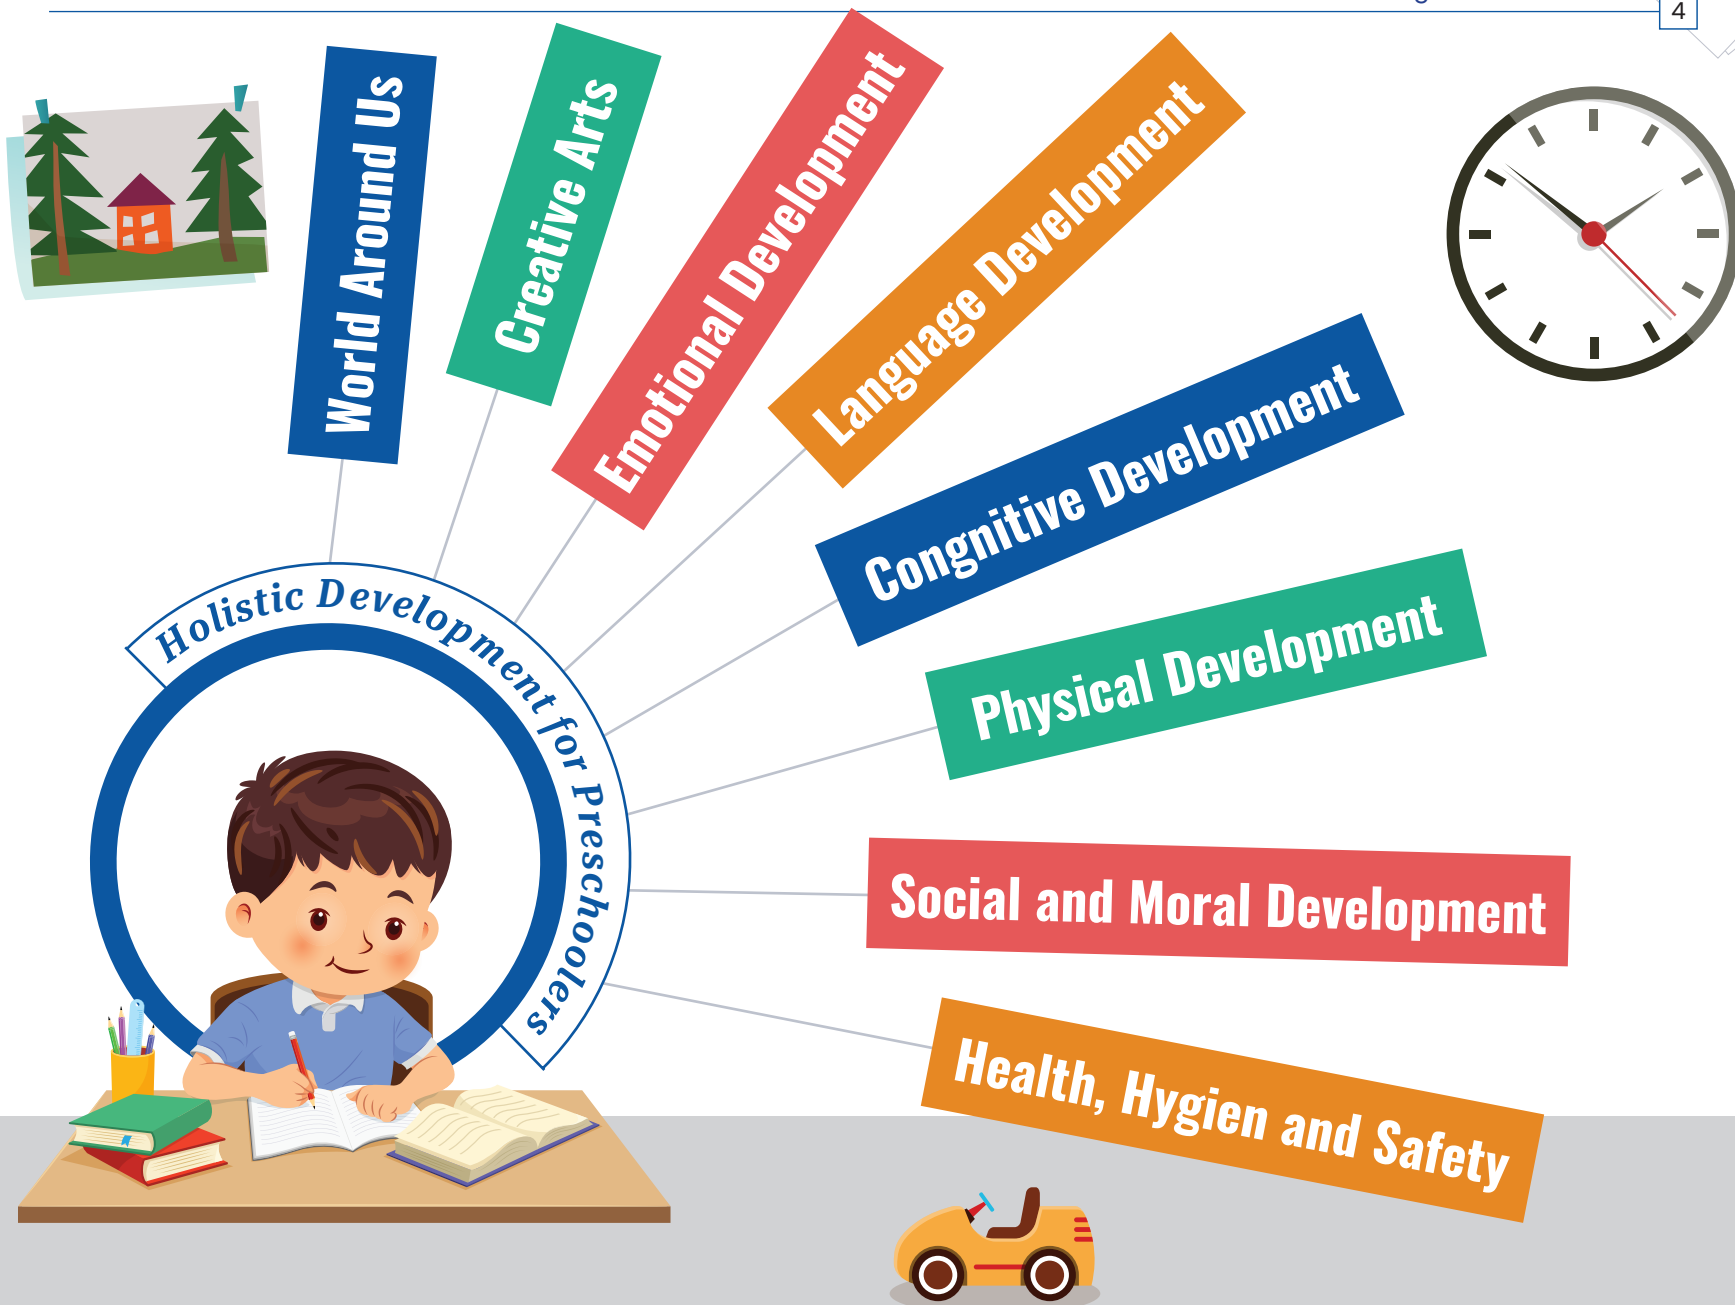 4
World Around Us
Creative Arts
Emotional Development
Language Development
Congnitive Development
Physical Development
Social and Moral Development
Health, Hygien and Safety
Holistic Development for Preschoolers